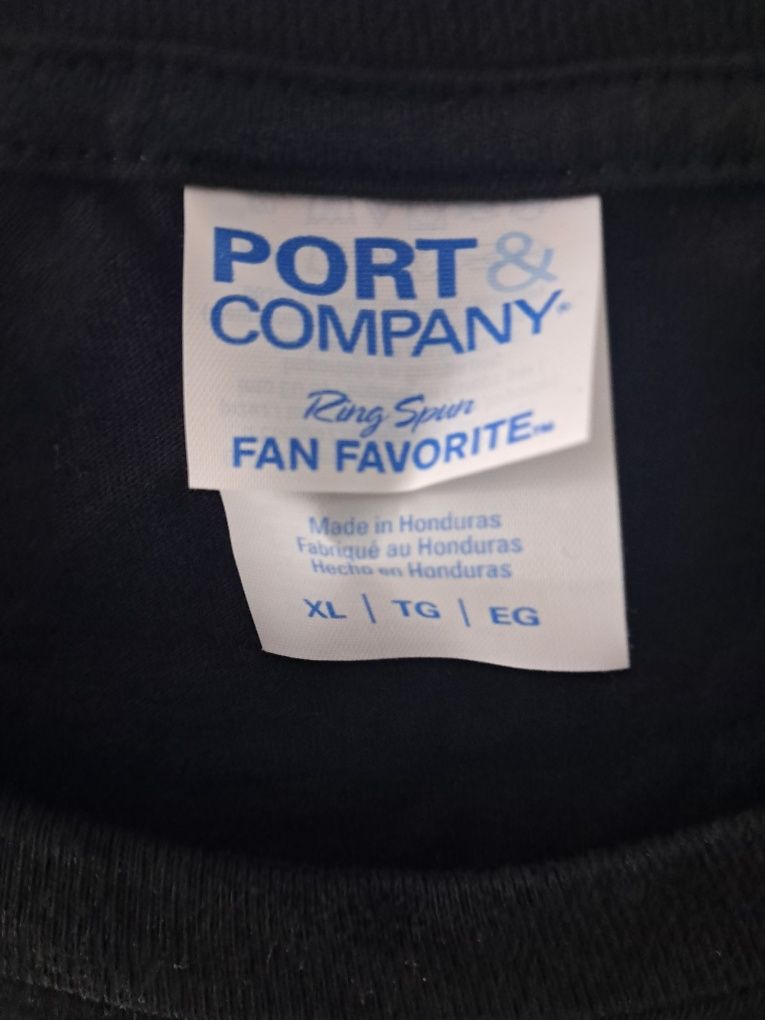 PORT &
COMPANY®
Ring Spun
FAN FAVORITE™
Made in Honduras
Fabriqué au Honduras
Hecho en Honduras
XL | TG | EG